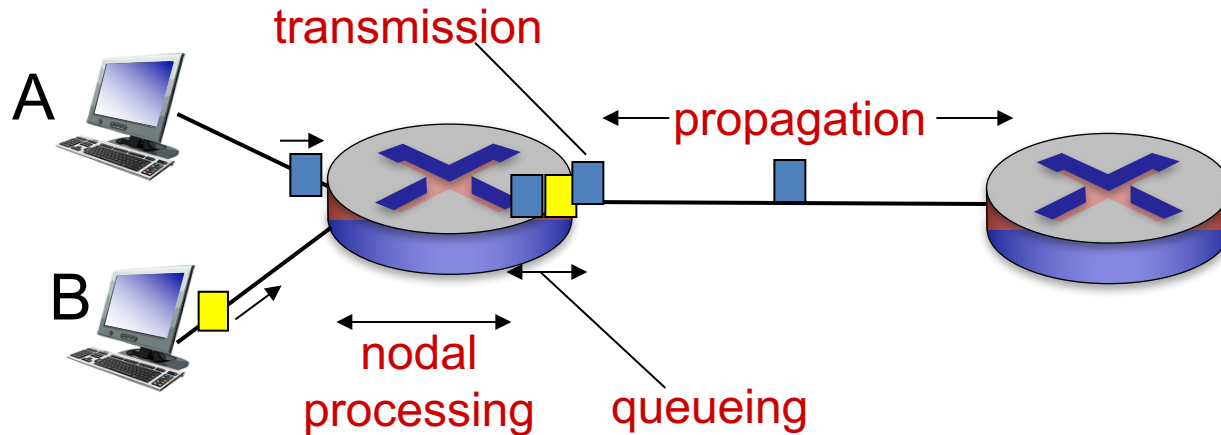 transmission
A
propagation
B
nodal
processing
queueing